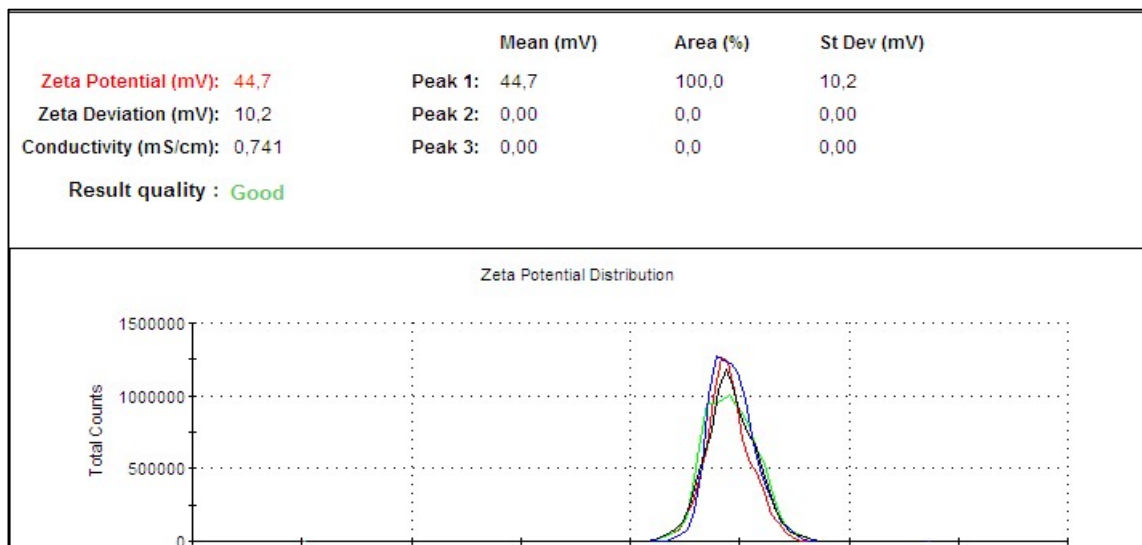 Mean (mV) Area (%) St Dev (mV)
Zeta Potential (mV): 44,7 Peak 1: 44,7 100,0 10,2
Zeta Deviation (mV): 10,2 Peak 2: 0,00 0,0 0,00
Conductivity (mS/cm): 0,741 Peak 3: 0,00 0,0 0,00
Result quality : Good
Zeta Potential Distribution
1500000
1000000
500000
0
Total Counts